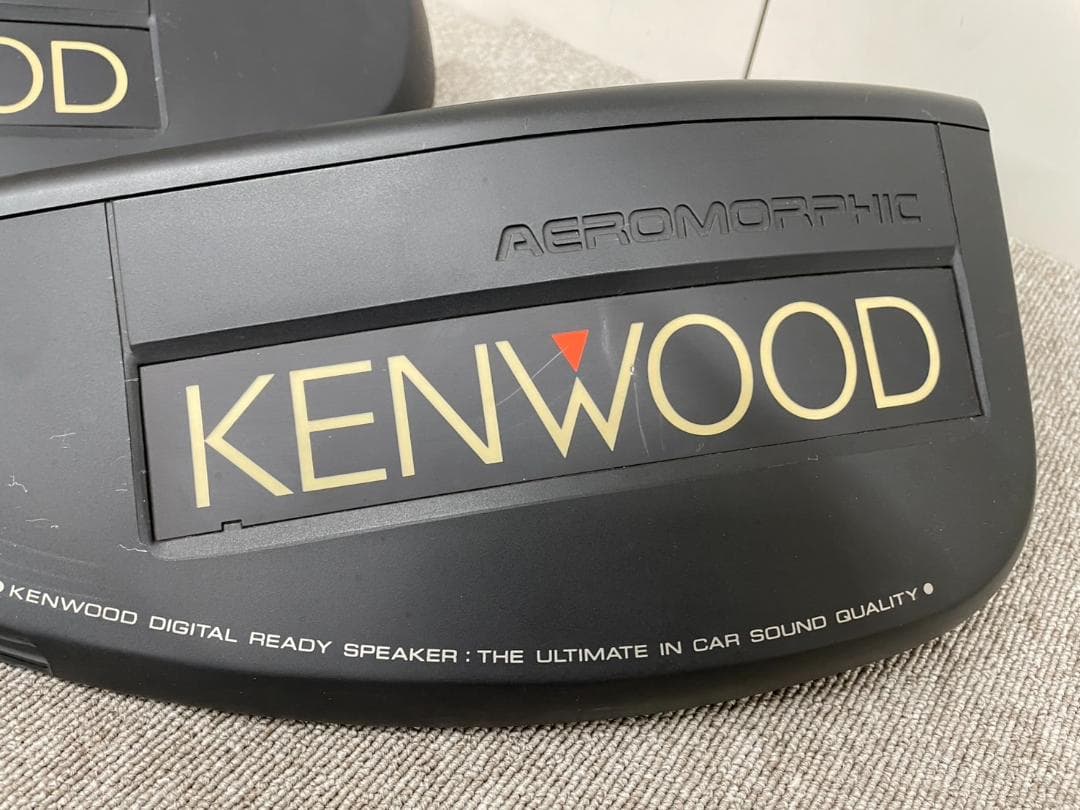 OD
AEROMORPHIC
KENWOOD
KENWOOD DIGITAL READY SPEAKER : THE ULTIMATE IN CAR SOUND QUALITY